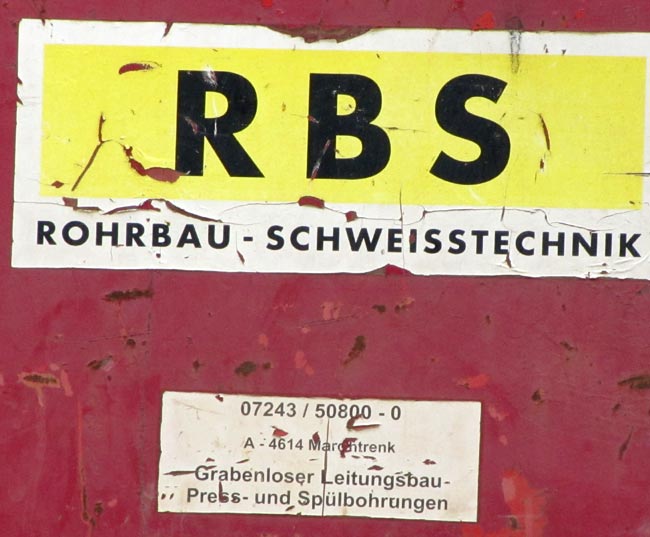 RBS
ROHRBAU - SCHWEISSTECHNIK
07243 / 50800 - 0
A - 4614 Marchtrenk
Grabenloser Leitungsbau-
Press- und Spülbohrungen